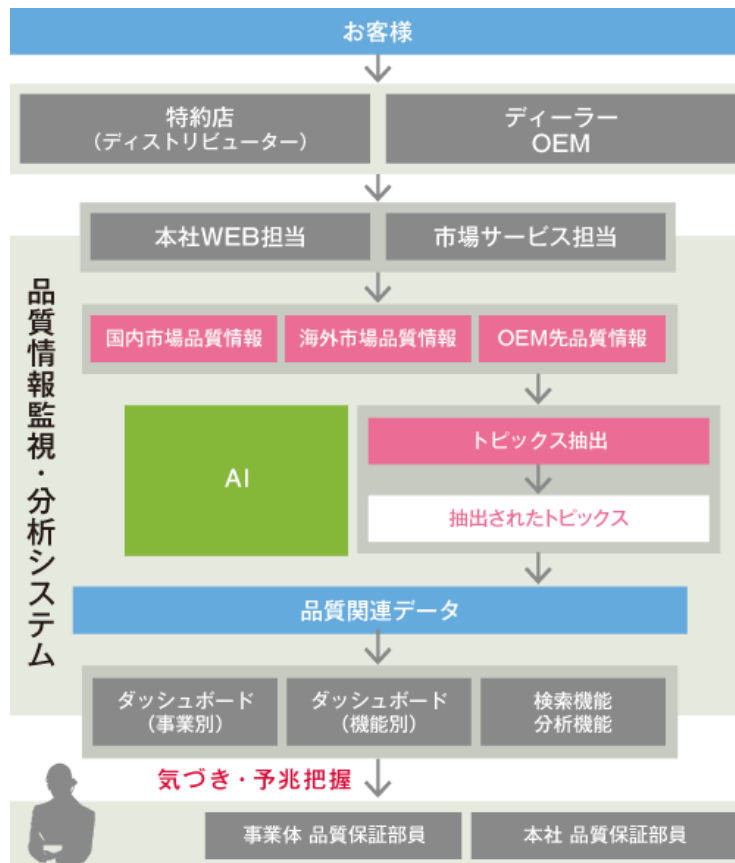 お客様
特約店
（ディストリビューター）
ディーラー
OEM
本社WEB担当
市場サービス担当
品質情報監視・分析システム
国内市場品質情報
海外市場品質情報
OEM先品質情報
AI
トピックス抽出
抽出されたトピックス
品質関連データ
ダッシュボード
（事業別）
ダッシュボード
（機能別）
検索機能
分析機能
気づき・予兆把握
事業体 品質保証部員
本社 品質保証部員